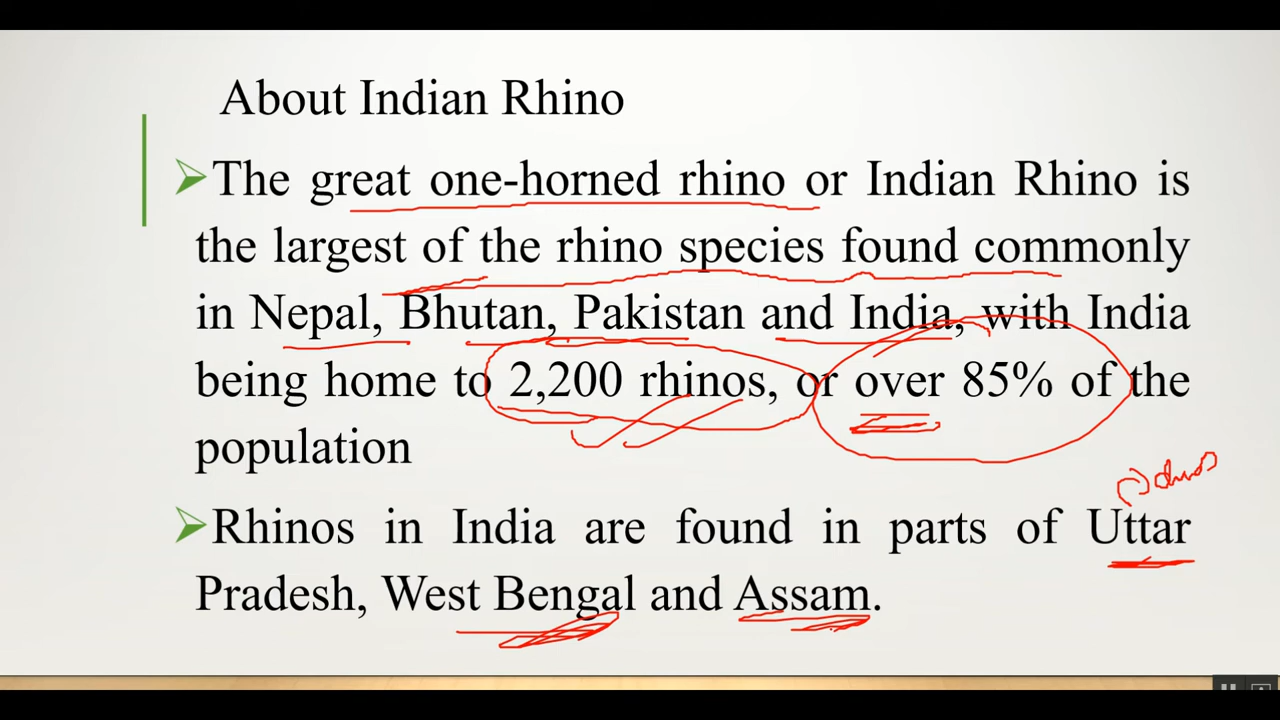 About Indian Rhino
The great one-horned rhino or Indian Rhino is
the largest of the rhino species found commonly
in Nepal, Bhutan, Pakistan and India, with India
being home to 2,200 rhinos, or over 85% of the
population
Rhinos in India are found in parts of Uttar
Pradesh, West Bengal and Assam.